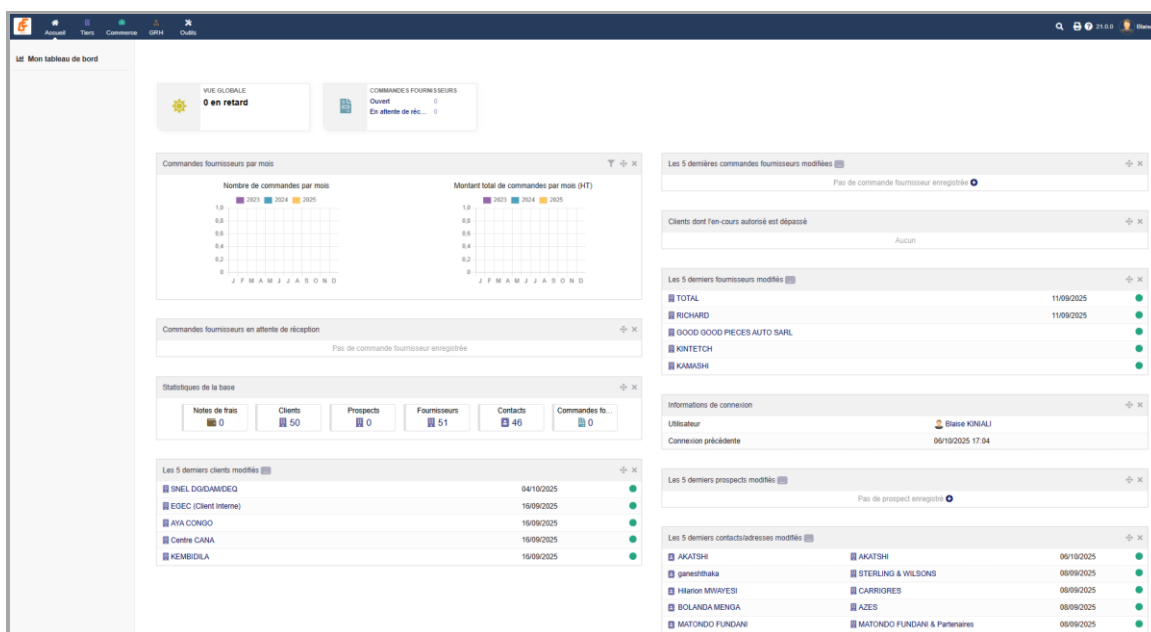 Accueil Tiers Commerce GRH Outils 21.0.0 Blaise
Mon tableau de bord
VUE GLOBALE
0 en retard
COMMANDES FOURNISSEURS
Ouvert 0
En attente de réc... 0
Commandes fournisseurs par mois
Nombre de commandes par mois
2023 2024 2025
1,0
0,8
0,6
0,4
0,2
0
J F M A M J J A S O N D
Montant total de commandes par mois (HT)
2023 2024 2025
1,0
0,8
0,6
0,4
0,2
0
J F M A M J J A S O N D
Commandes fournisseurs en attente de réception
Pas de commande fournisseur enregistrée
Statistiques de la base
Notes de frais Clients Prospects Fournisseurs Contacts Commandes fo...
0 50 0 51 46 0
Les 5 derniers clients modifiés
SNEL DG/DAM/DEQ 04/10/2025
EGEC (Client Interne) 16/09/2025
AYA CONGO 16/09/2025
Centre CANA 16/09/2025
KEMBIDILA 16/09/2025
Les 5 dernières commandes fournisseurs modifiées
Pas de commande fournisseur enregistrée
Clients dont l'en-cours autorisé est dépassé
Aucun
Les 5 derniers fournisseurs modifiés
TOTAL 11/09/2025
RICHARD 11/09/2025
GOOD GOOD PIECES AUTO SARL
KINTETCH
KAMASHI
Informations de connexion
Utilisateur Blaise KINIALI
Connexion précédente 06/10/2025 17:04
Les 5 derniers prospects modifiés
Pas de prospect enregistré
Les 5 derniers contacts/adresses modifiés
AKATSHI AKATSHI 06/10/2025
ganeshthaka STERLING & WILSONS 08/09/2025
Hilarion MWAYESI CARRIGRES 08/09/2025
BOLANDA MENGA AZES 08/09/2025
MATONDO FUNDANI MATONDO FUNDANI & Partenaires 08/09/2025